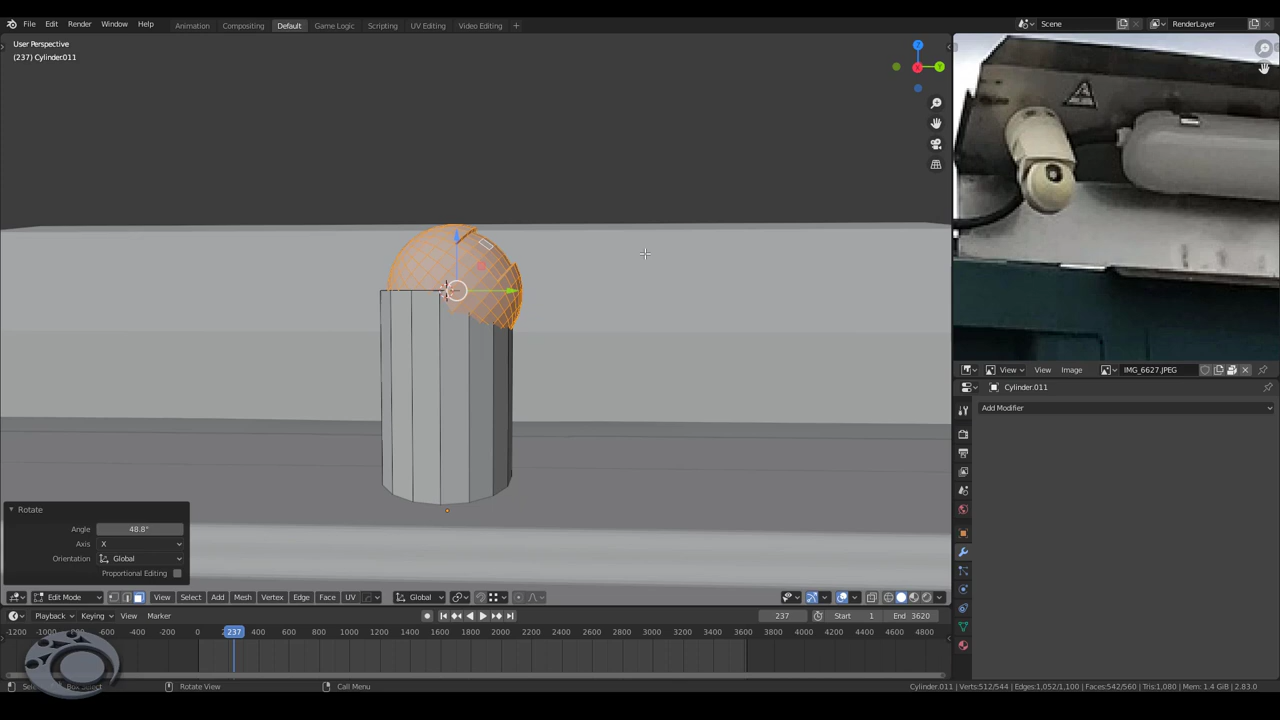 File Edit Render Window Help
Animation Compositing Default Game Logic Scripting UV Editing Video Editing +
Scene RenderLayer
User Perspective
(237) Cylinder.011
Z
X
Y
View View Image IMG_6627.JPEG
Cylinder.011
Add Modifier
Rotate
Angle 48.8°
Axis X
Orientation Global
Proportional Editing
Edit Mode View Select Add Mesh Vertex Edge Face UV Global
Playback Keying View Marker 237 Start 1 End 3620
-1200 -1000 -800 -600 -400 -200 0 237 400 600 800 1000 1200 1400 1600 1800 2000 2200 2400 2600 2800 3000 3200 3400 3600 3800 4000 4200 4400 4600 4800
Box Select Rotate View Call Menu Cylinder.011 | Verts:512/544 | Edges:1,052/1,100 | Faces:542/560 | Tris:1,080 | Mem: 1.4 GiB | 2.83.0